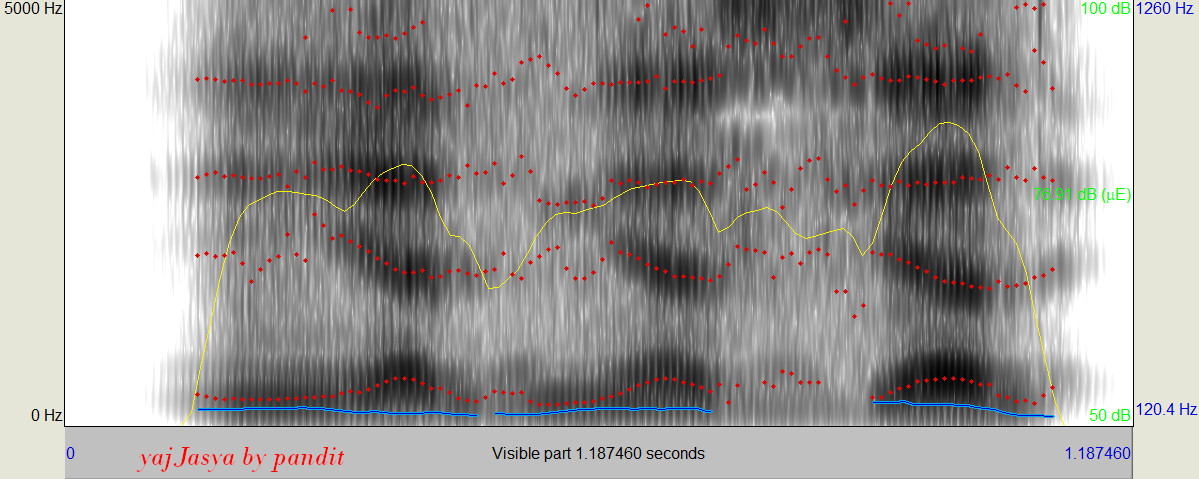 5000 Hz 100 dB 1260 Hz
78.91 dB (µE)
0 Hz 50 dB 120.4 Hz
0 yajJasya by pandit Visible part 1.187460 seconds 1.187460